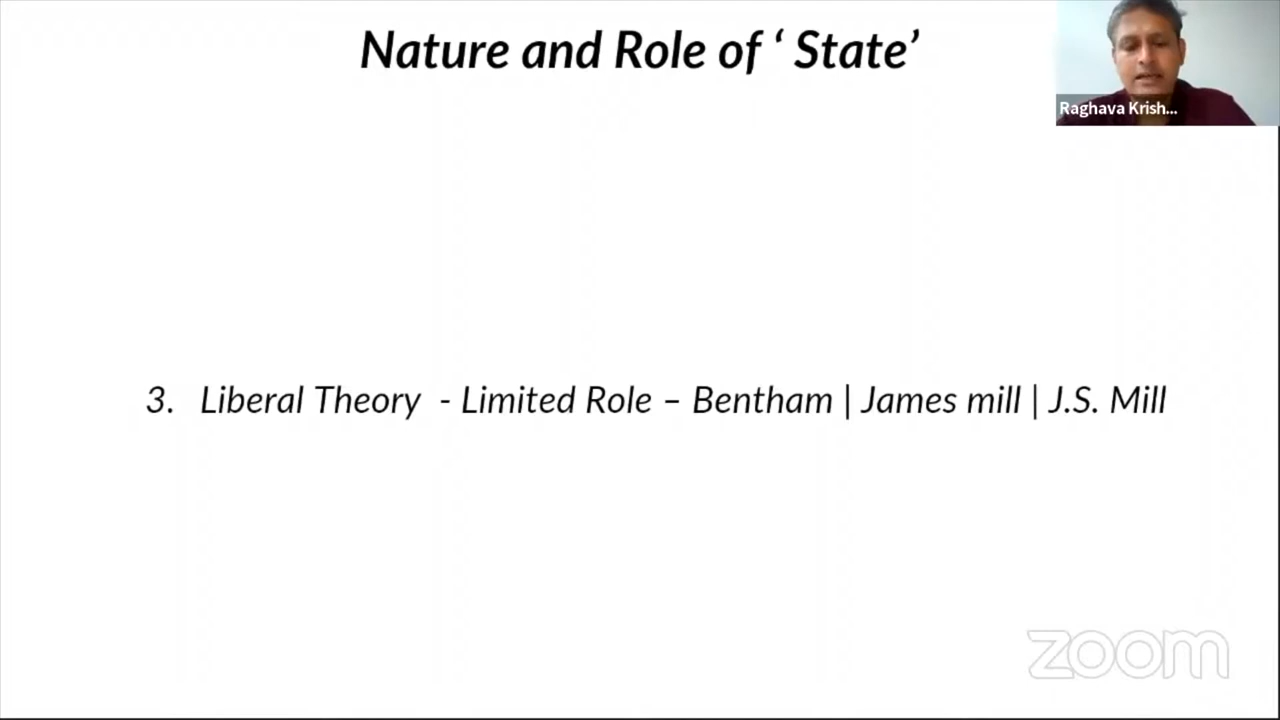 Nature and Role of ‘ State’
Raghava Krish...
3. Liberal Theory - Limited Role – Bentham | James mill | J.S. Mill
zoom